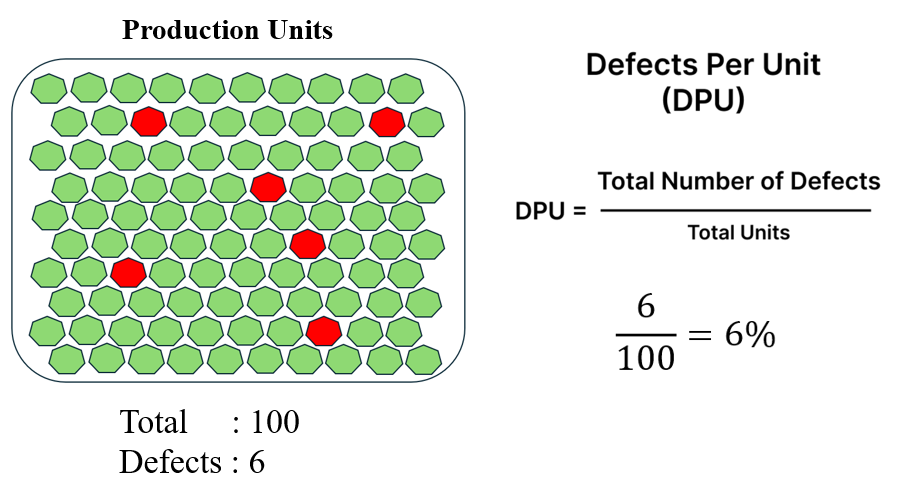 Production Units
Total : 100
Defects : 6
Defects Per Unit
(DPU)
DPU = Total Number of Defects
Total Units
6
100 = 6%